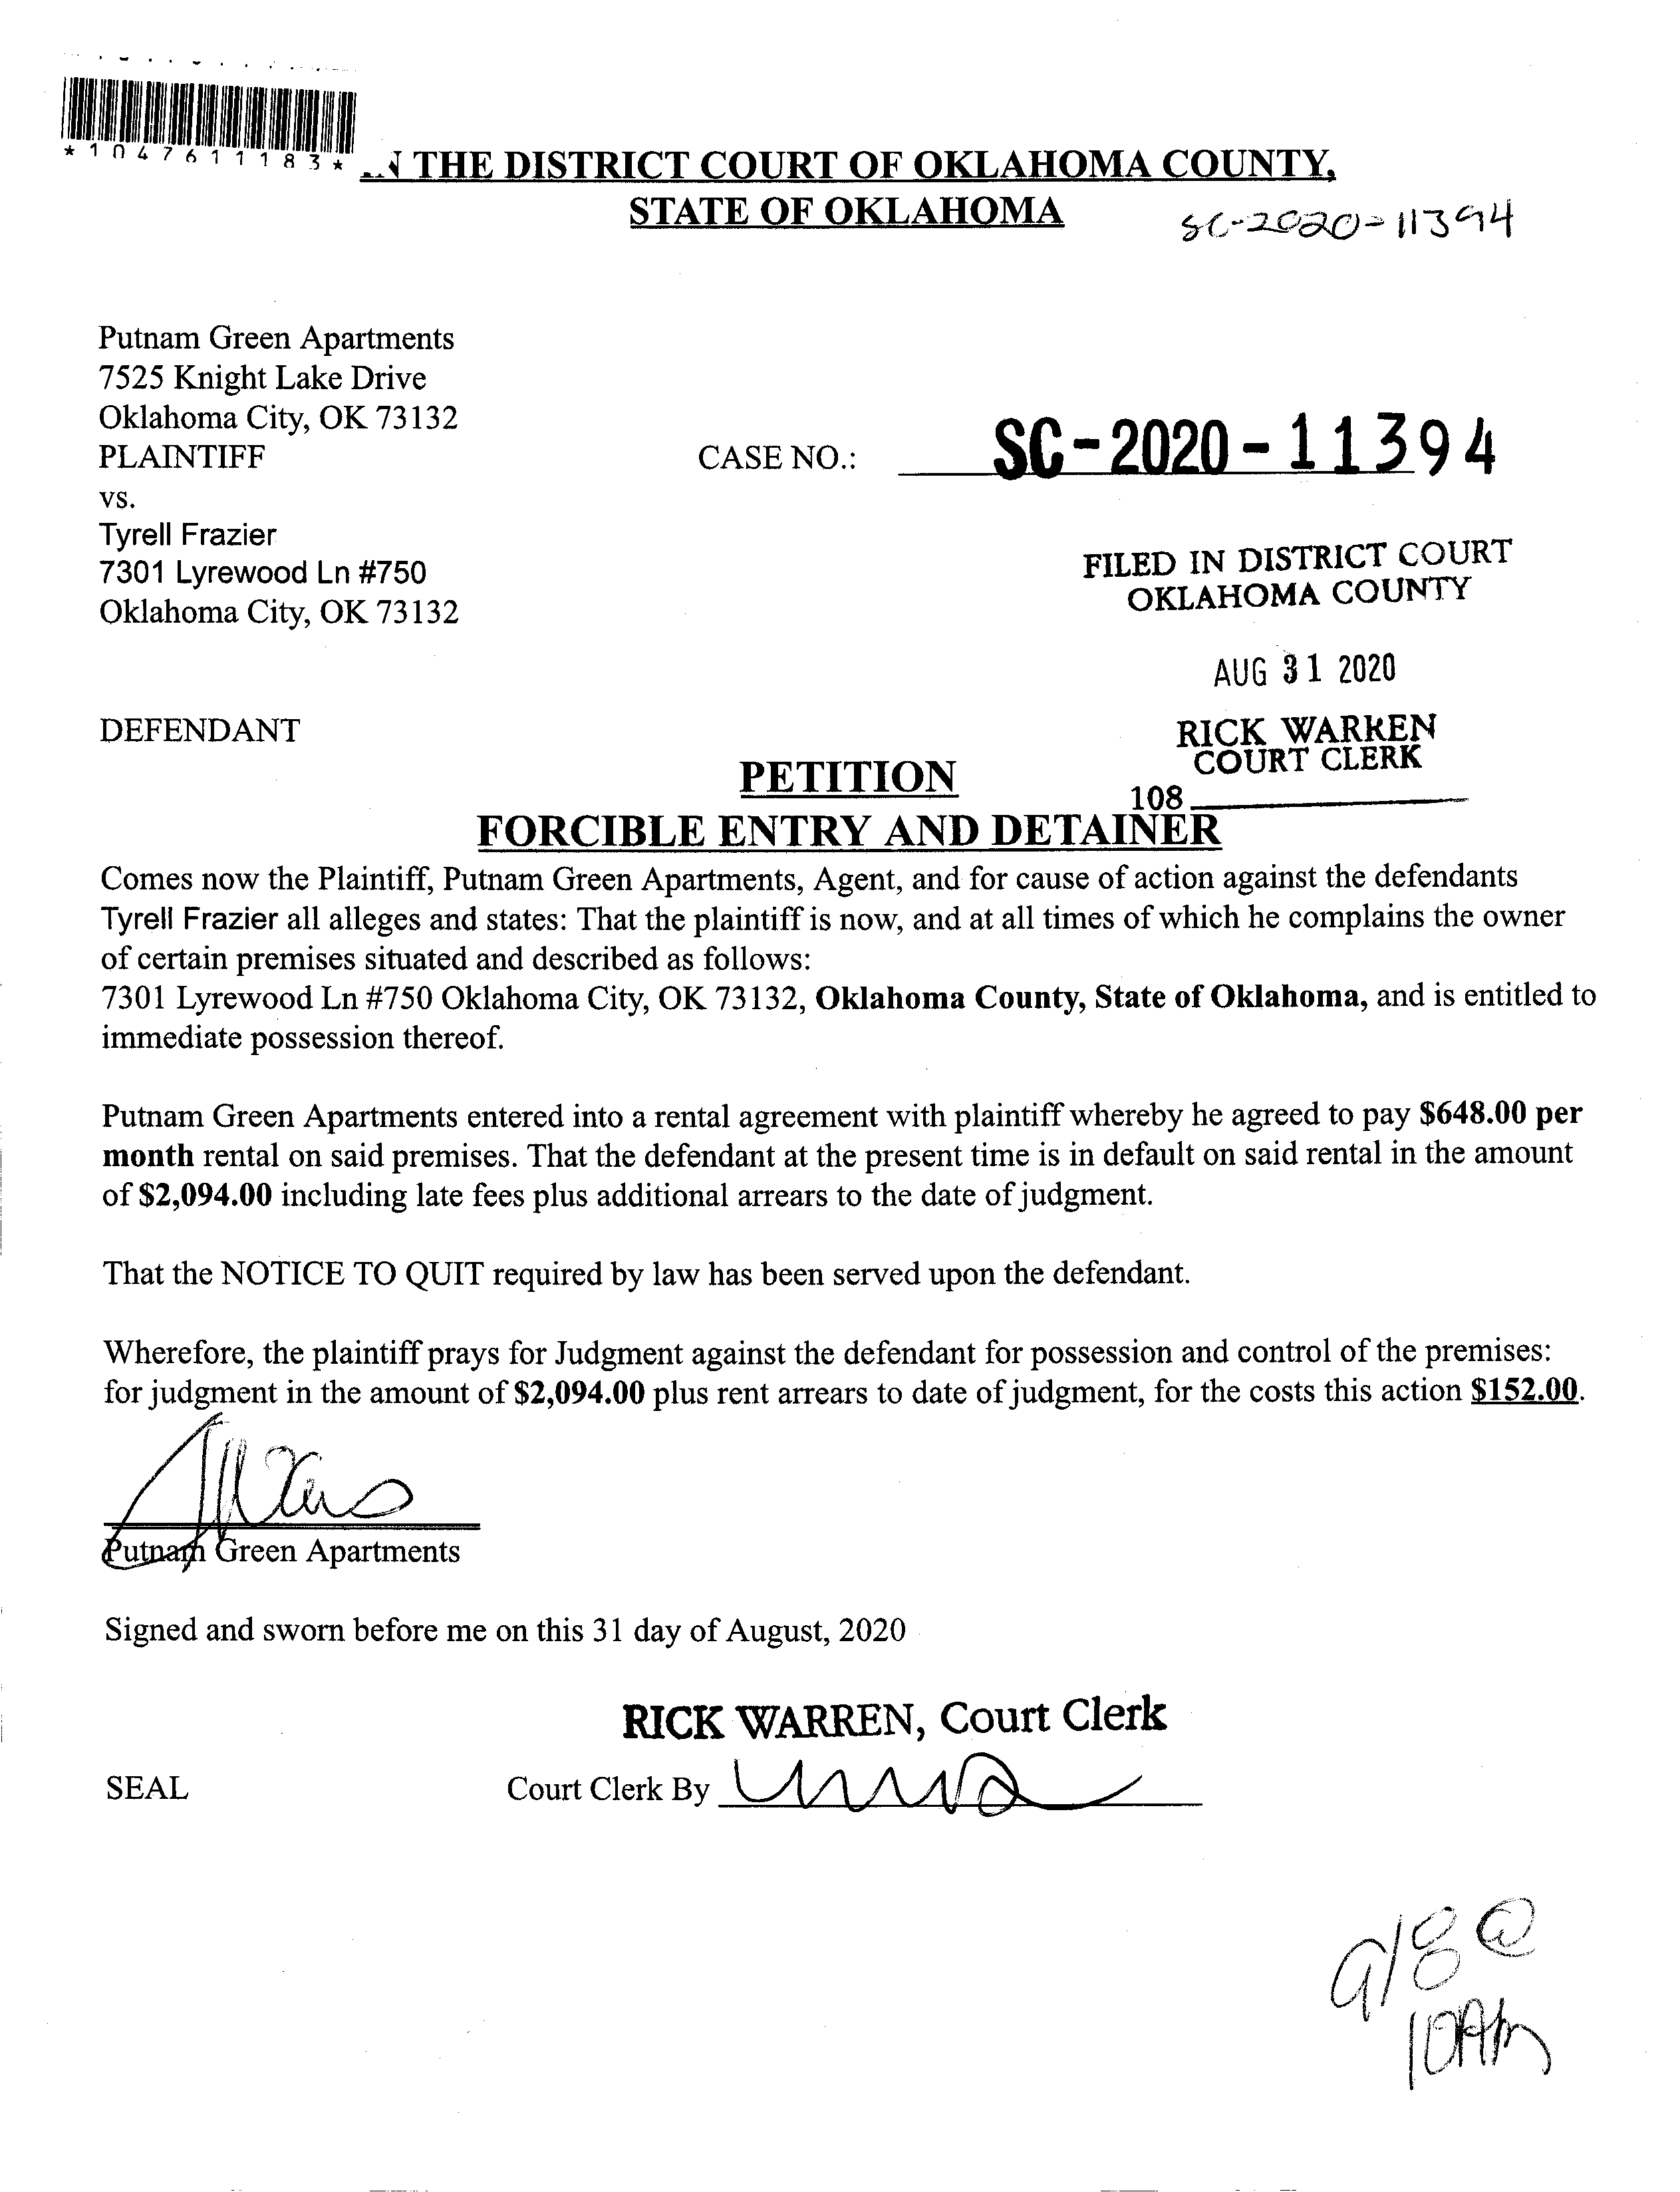 *1047611183*
THE DISTRICT COURT OF OKLAHOMA COUNTY,
STATE OF OKLAHOMA
SC-2020-11394
Putnam Green Apartments
7525 Knight Lake Drive
Oklahoma City, OK 73132
PLAINTIFF
CASE NO.: SC-2020-11394
vs.
Tyrell Frazier
7301 Lyrewood Ln #750
Oklahoma City, OK 73132
FILED IN DISTRICT COURT
OKLAHOMA COUNTY
AUG 31 2020
DEFENDANT
RICK WARREN
COURT CLERK
108
PETITION
FORCIBLE ENTRY AND DETAINER
Comes now the Plaintiff, Putnam Green Apartments, Agent, and for cause of action against the defendants
Tyrell Frazier all alleges and states: That the plaintiff is now, and at all times of which he complains the owner
of certain premises situated and described as follows:
7301 Lyrewood Ln #750 Oklahoma City, OK 73132, Oklahoma County, State of Oklahoma, and is entitled to
immediate possession thereof.
Putnam Green Apartments entered into a rental agreement with plaintiff whereby he agreed to pay $648.00 per
month rental on said premises. That the defendant at the present time is in default on said rental in the amount
of $2,094.00 including late fees plus additional arrears to the date of judgment.
That the NOTICE TO QUIT required by law has been served upon the defendant.
Wherefore, the plaintiff prays for Judgment against the defendant for possession and control of the premises:
for judgment in the amount of $2,094.00 plus rent arrears to date of judgment, for the costs this action $152.00.
Putnam Green Apartments
Signed and sworn before me on this 31 day of August, 2020
RICK WARREN, Court Clerk
SEAL
Court Clerk By
9/8 @
10AM